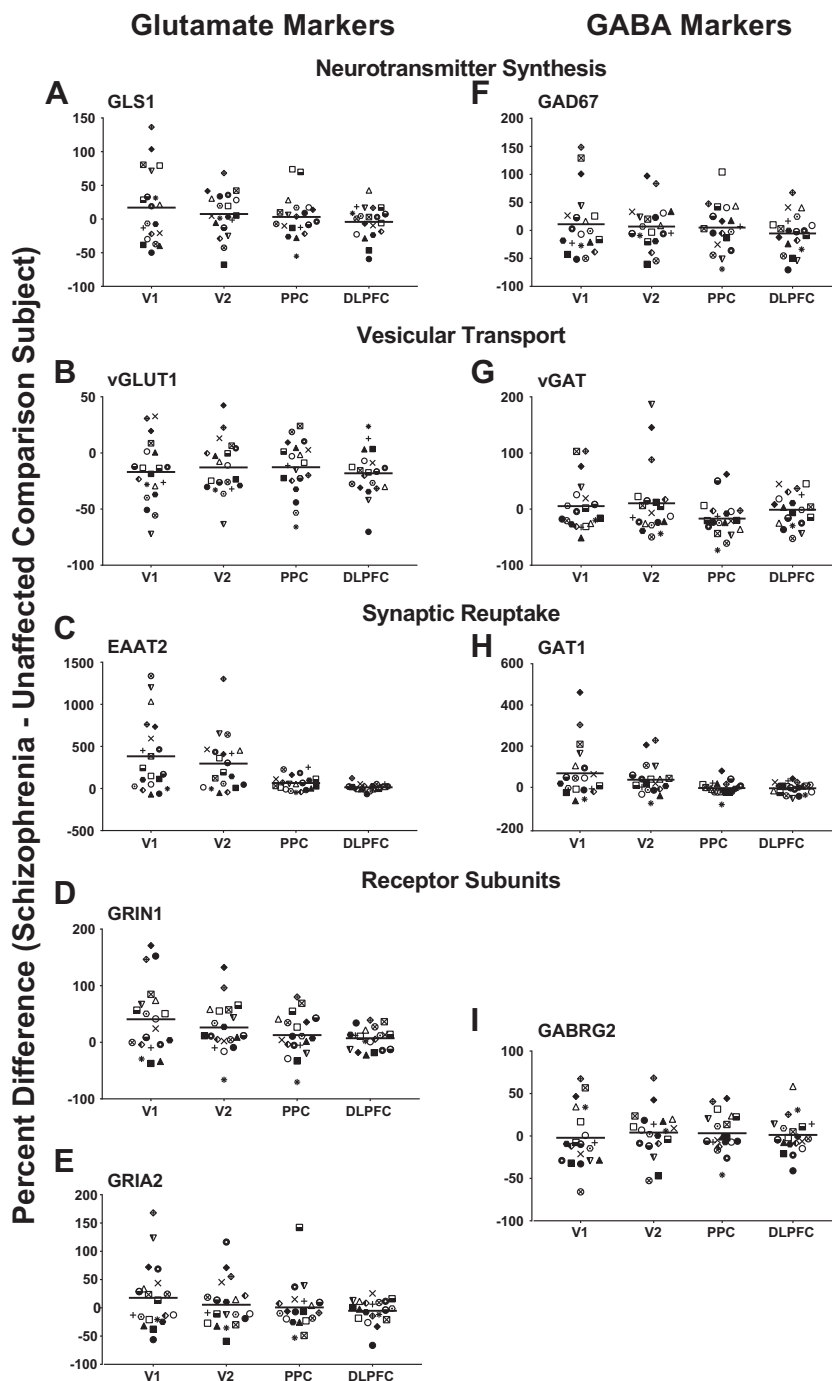 Glutamate Markers
GABA Markers
Percent Difference (Schizophrenia - Unaffected Comparison Subject)
Neurotransmitter Synthesis
A
GLS1
150
100
50
0
-50
-100
V1 V2 PPC DLPFC
F
GAD67
200
150
100
50
0
-50
-100
V1 V2 PPC DLPFC
Vesicular Transport
B
vGLUT1
50
0
-50
-100
V1 V2 PPC DLPFC
G
vGAT
200
100
0
-100
V1 V2 PPC DLPFC
Synaptic Reuptake
C
EAAT2
1500
1000
500
0
-500
V1 V2 PPC DLPFC
H
GAT1
600
400
200
0
-200
V1 V2 PPC DLPFC
Receptor Subunits
D
GRIN1
200
100
0
-100
V1 V2 PPC DLPFC
I
GABRG2
100
50
0
-50
-100
V1 V2 PPC DLPFC
E
GRIA2
200
150
100
50
0
-50
-100
V1 V2 PPC DLPFC